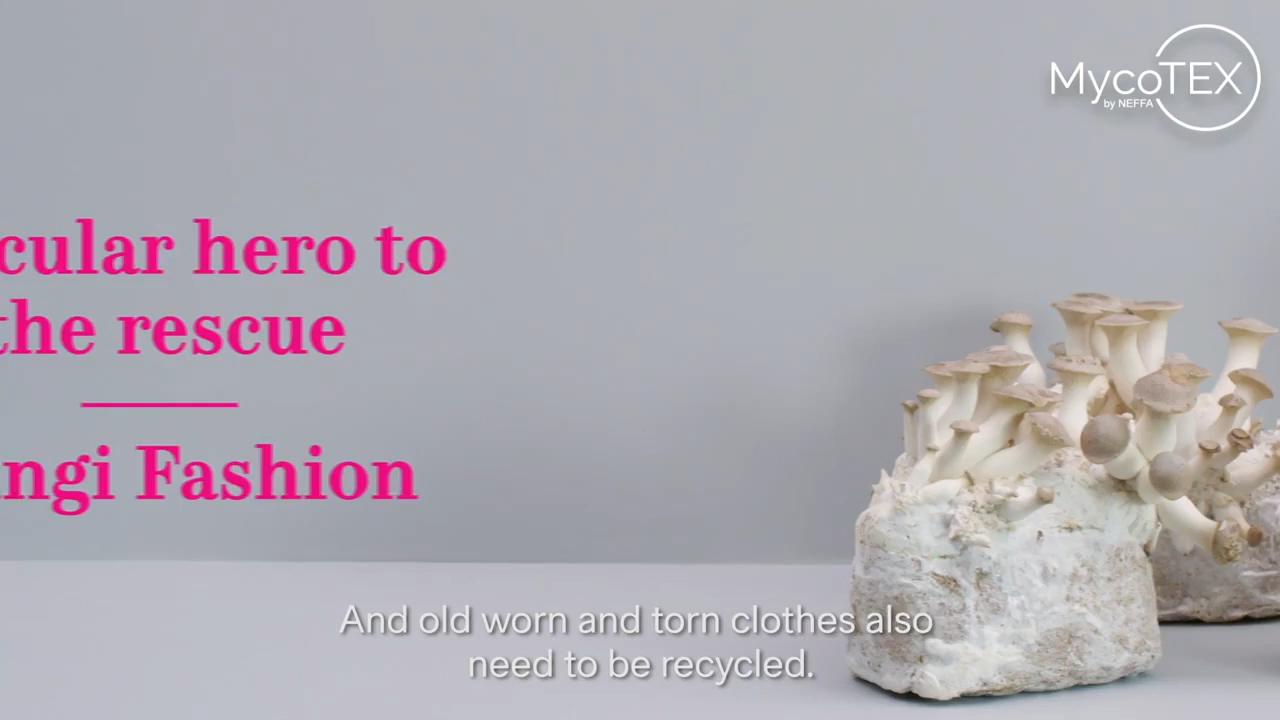 MycoTEX
by NEFFA
cular hero to
the rescue
ngi Fashion
And old worn and torn clothes also
need to be recycled.